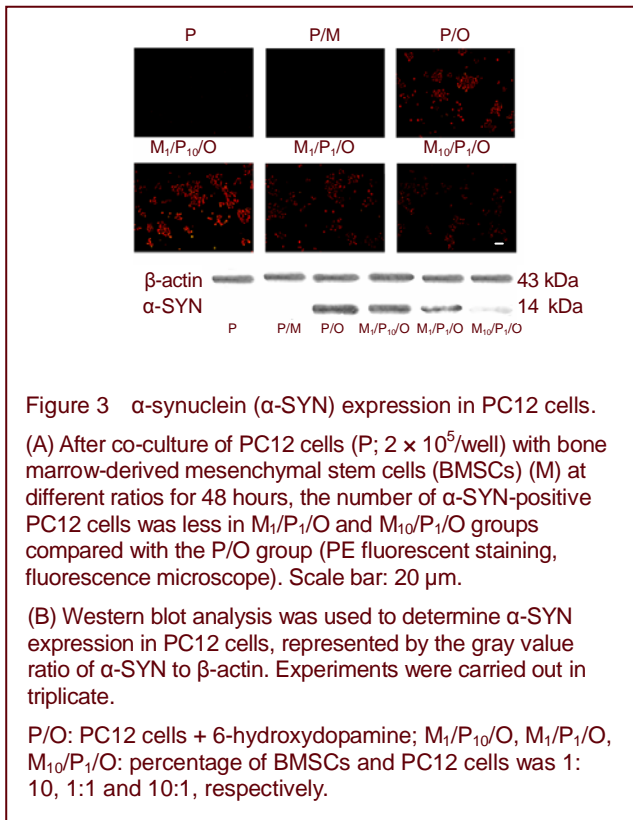 P P/M P/O
M₁/P₁₀/O M₁/P₁/O M₁₀/P₁/O
β-actin 43 kDa
α-SYN 14 kDa
P P/M P/O M₁/P₁₀/O M₁/P₁/O M₁₀/P₁/O
Figure 3 α-synuclein (α-SYN) expression in PC12 cells.
(A) After co-culture of PC12 cells (P; 2 × 10⁵/well) with bone
marrow-derived mesenchymal stem cells (BMSCs) (M) at
different ratios for 48 hours, the number of α-SYN-positive
PC12 cells was less in M₁/P₁/O and M₁₀/P₁/O groups
compared with the P/O group (PE fluorescent staining,
fluorescence microscope). Scale bar: 20 μm.
(B) Western blot analysis was used to determine α-SYN
expression in PC12 cells, represented by the gray value
ratio of α-SYN to β-actin. Experiments were carried out in
triplicate.
P/O: PC12 cells + 6-hydroxydopamine; M₁/P₁₀/O, M₁/P₁/O,
M₁₀/P₁/O: percentage of BMSCs and PC12 cells was 1:
10, 1:1 and 10:1, respectively.